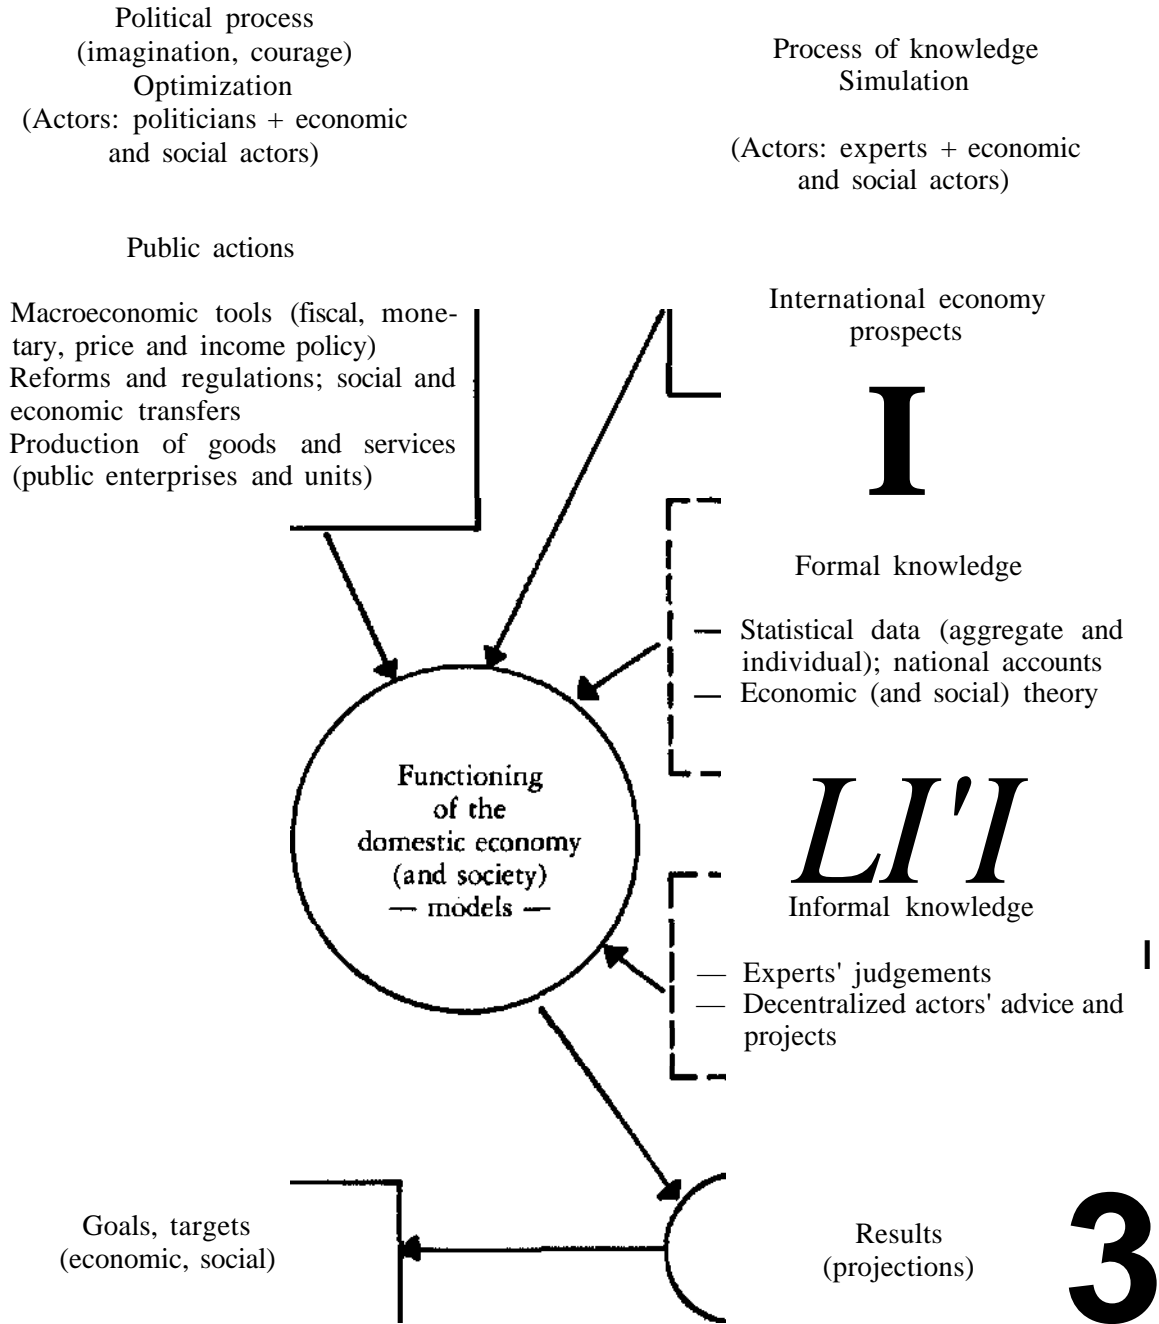 Political process
(imagination, courage)
Optimization
(Actors: politicians + economic
and social actors)
Process of knowledge
Simulation
(Actors: experts + economic
and social actors)
Public actions
Macroeconomic tools (fiscal, mone-
tary, price and income policy)
Reforms and regulations; social and
economic transfers
Production of goods and services
(public enterprises and units)
International economy
prospects
I
Formal knowledge
— Statistical data (aggregate and
individual); national accounts
— Economic (and social) theory
Functioning
of the
domestic economy
(and society)
— models —
LI'I
Informal knowledge
— Experts' judgements
— Decentralized actors' advice and
projects
Goals, targets
(economic, social)
Results
(projections)
3